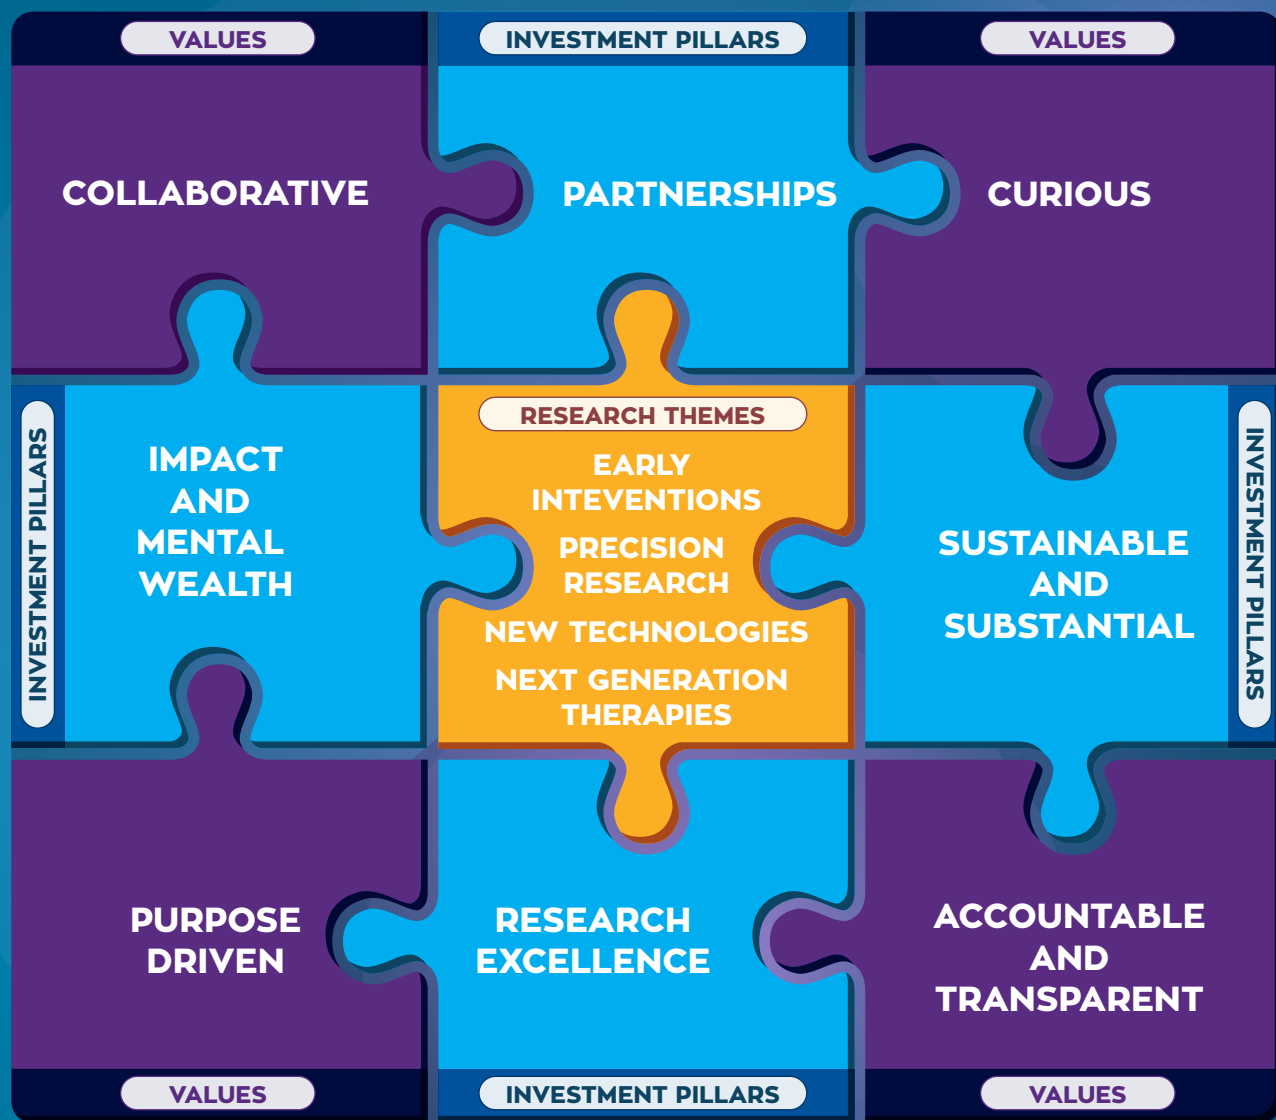 VALUES
INVESTMENT PILLARS
VALUES
COLLABORATIVE
PARTNERSHIPS
CURIOUS
INVESTMENT PILLARS
IMPACT
AND
MENTAL
WEALTH
RESEARCH THEMES
EARLY
INTEVENTIONS
PRECISION
RESEARCH
NEW TECHNOLOGIES
NEXT GENERATION
THERAPIES
SUSTAINABLE
AND
SUBSTANTIAL
INVESTMENT PILLARS
PURPOSE
DRIVEN
RESEARCH
EXCELLENCE
ACCOUNTABLE
AND
TRANSPARENT
VALUES
INVESTMENT PILLARS
VALUES